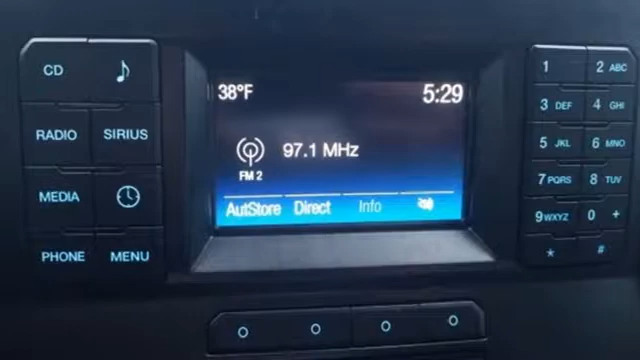 CD
RADIO SIRIUS
MEDIA
PHONE MENU
38°F 5:29
97.1 MHz
FM 2
AutStore Direct Info
1 2 ABC
3 DEF 4 GHI
5 JKL 6 MNO
7 PQRS 8 TUV
9 WXYZ 0 +
* #